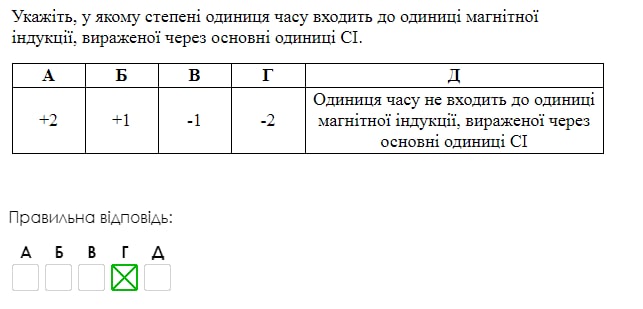 Укажіть, у якому степені одиниця часу входить до одиниці магнітної
індукції, вираженої через основні одиниці СІ.
А Б В Г Д
+2 +1 -1 -2 Одиниця часу не входить до одиниці
магнітної індукції, вираженої через
основні одиниці СІ
Правильна відповідь:
А Б В Г Д